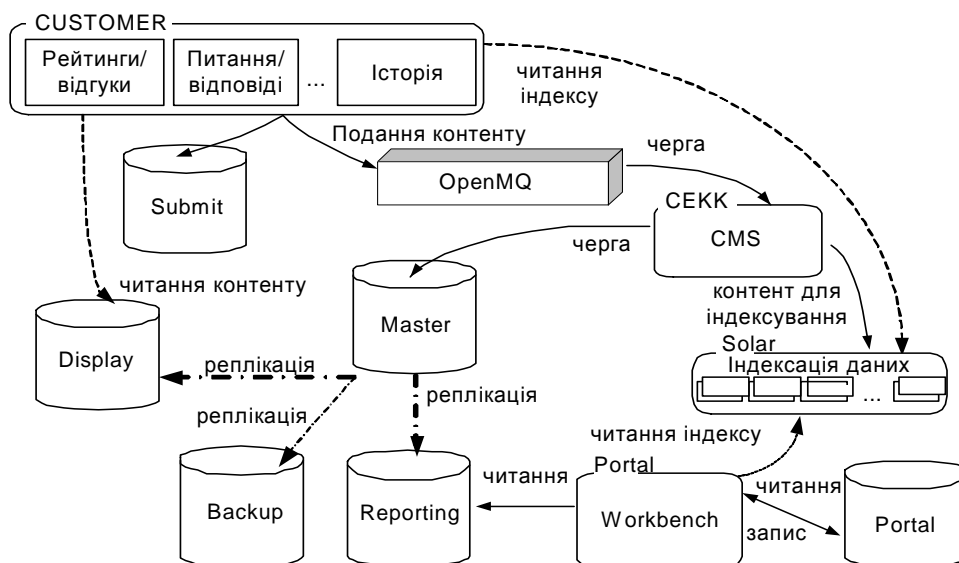 CUSTOMER
Рейтинги/
відгуки
Питання/
відповіді
...
Історія
читання
індексу
Подання контенту
черга
OpenMQ
Submit
CEKK
CMS
черга
читання контенту
контент для
індексування
Master
Display
Solar
Індексація даних
...
реплікація
реплікація
реплікація
читання індексу
Portal
читання
читання
Backup
Reporting
Workbench
запис
Portal